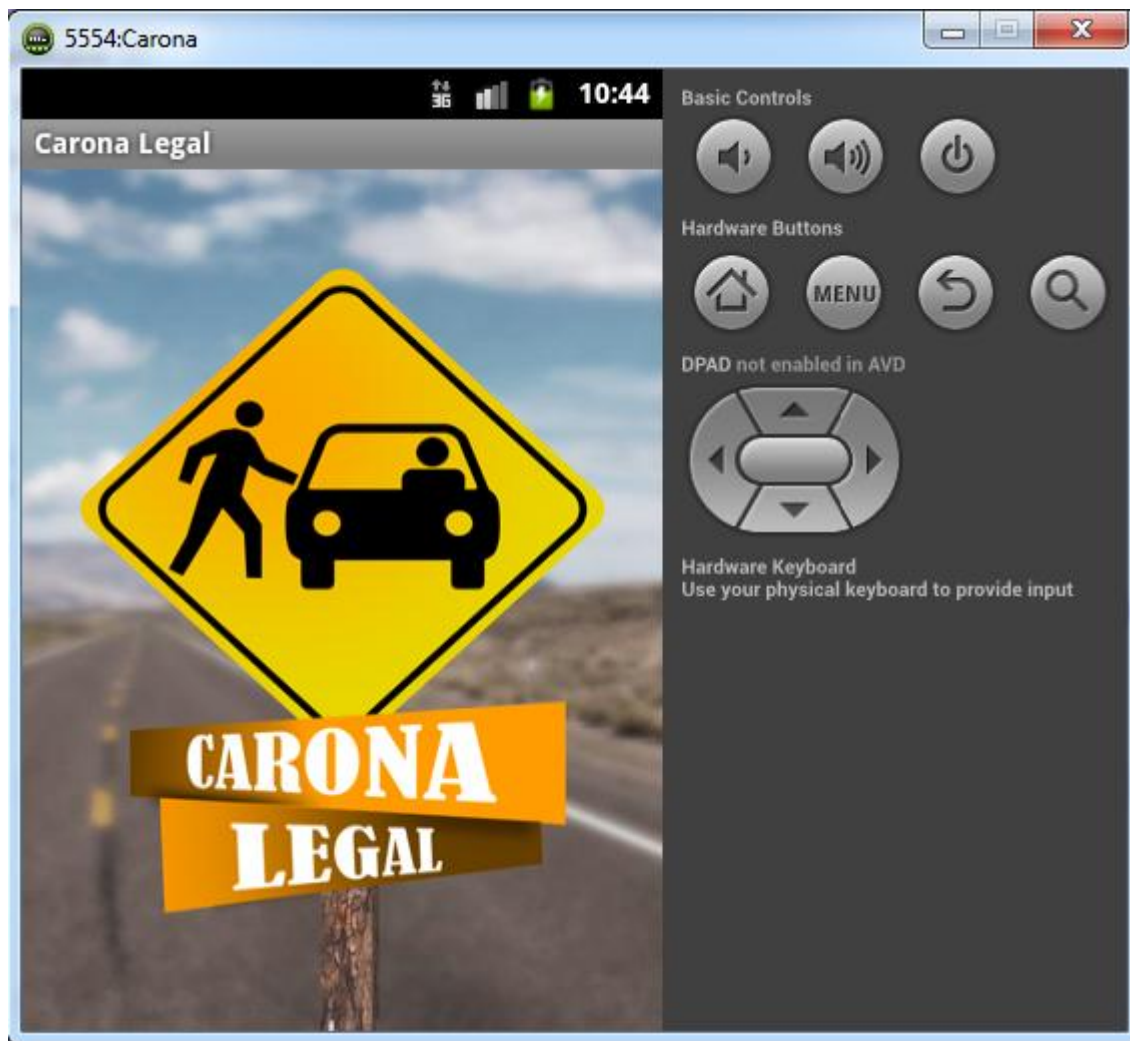 5554:Carona
3G
10:44
Carona Legal
CARONA
LEGAL
Basic Controls
Hardware Buttons
MENU
DPAD not enabled in AVD
Hardware Keyboard
Use your physical keyboard to provide input